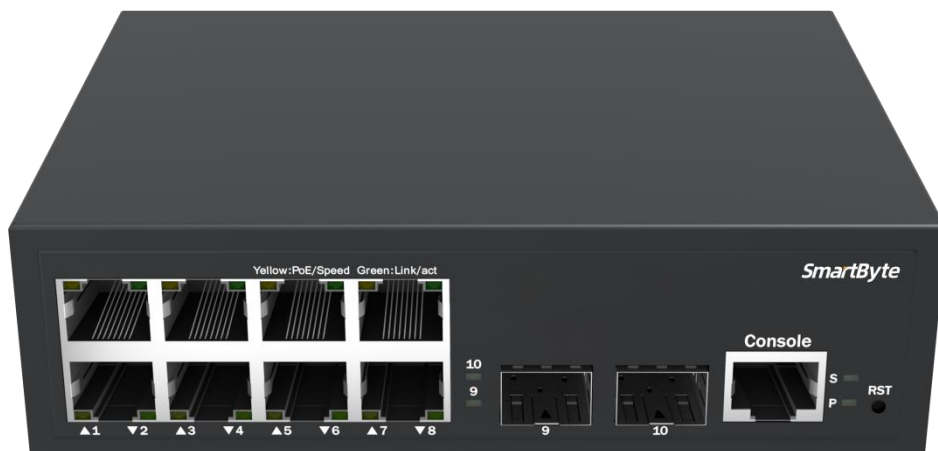 Yellow:PoE/Speed Green:Link/act
SmartByte
Console
10
9
S
P
RST
▲1 ▼2 ▲3 ▼4 ▲5 ▼6 ▲7 ▼8
9
10